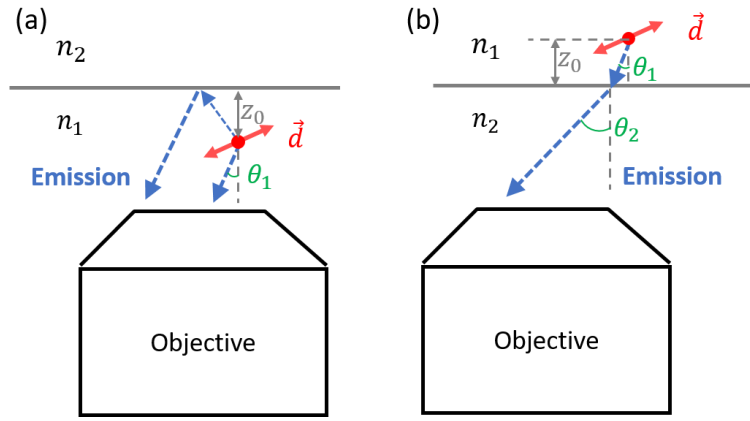 (a)
n₂
n₁
z₀
d⃗
θ₁
Emission
Objective
(b)
n₁
z₀
d⃗
θ₁
n₂
θ₂
Emission
Objective